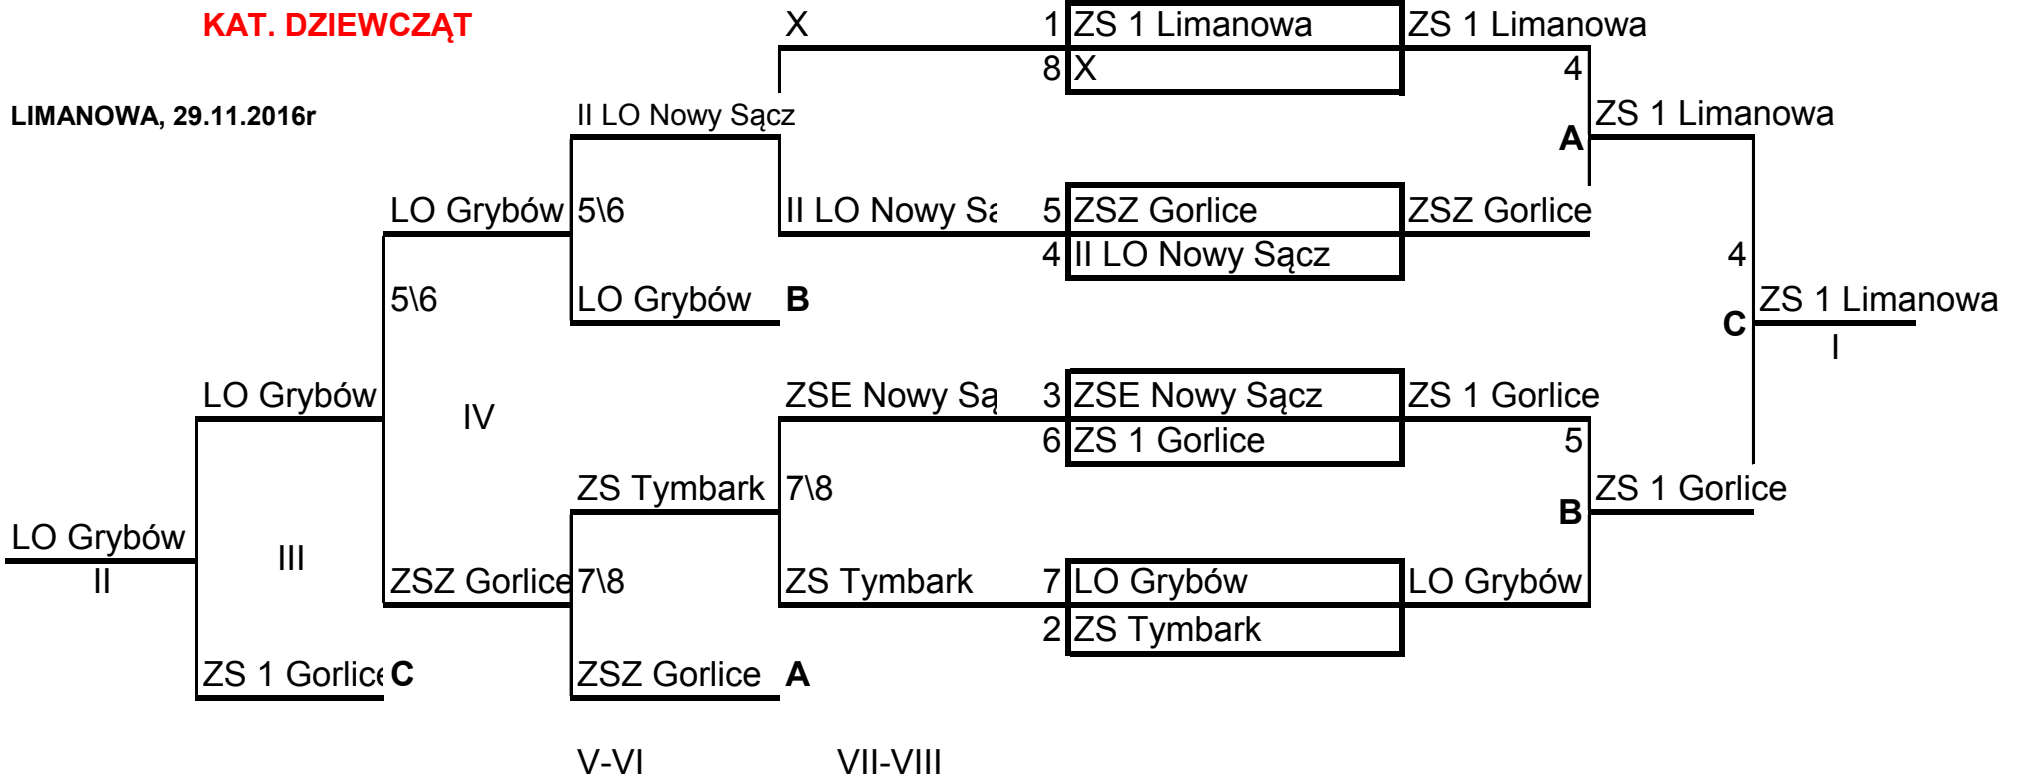 KAT. DZIEWCZĄT
X 1 ZS 1 Limanowa ZS 1 Limanowa
8 X 4
LIMANOWA, 29.11.2016r II LO Nowy Sącz ZS 1 Limanowa
A
LO Grybów 5\6 II LO Nowy Są 5 ZSZ Gorlice ZSZ Gorlice
4 II LO Nowy Sącz 4
5\6 LO Grybów B ZS 1 Limanowa
C
I
LO Grybów ZSE Nowy Są 3 ZSE Nowy Sącz ZS 1 Gorlice
IV
6 ZS 1 Gorlice 5
ZS Tymbark 7\8 ZS 1 Gorlice
B
LO Grybów
III
II ZSZ Gorlice 7\8 ZS Tymbark 7 LO Grybów LO Grybów
2 ZS Tymbark
ZS 1 Gorlice C ZSZ Gorlice A
V-VI VII-VIII